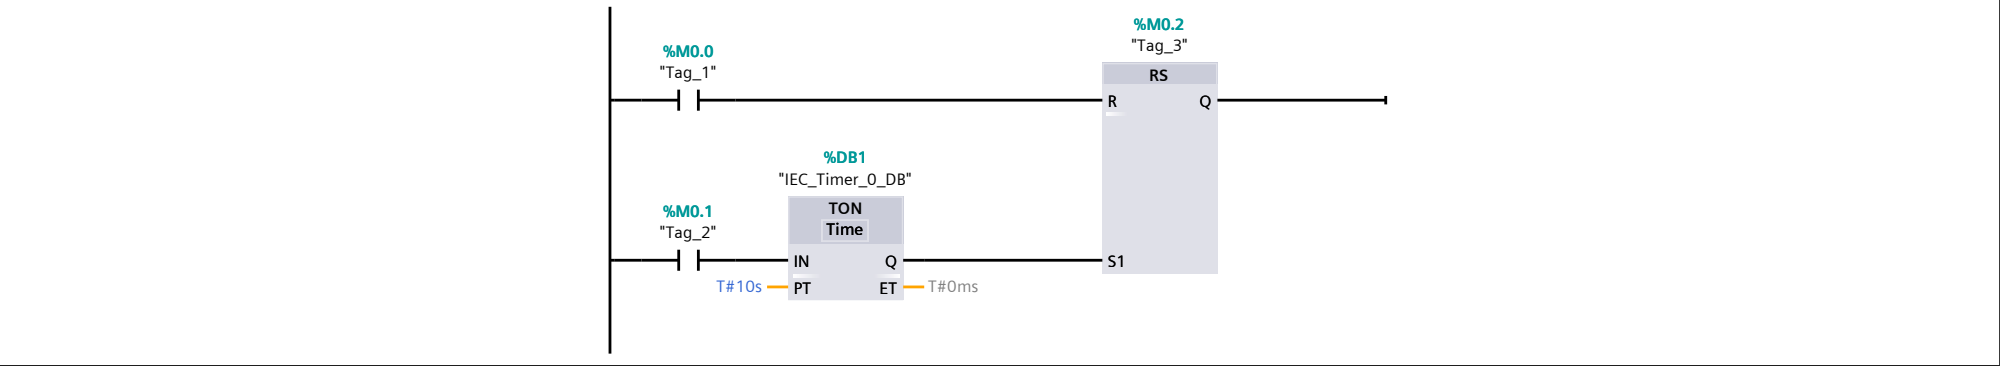 %M0.2
"Tag_3"
%M0.0
"Tag_1"
RS
R Q
%DB1
"IEC_Timer_0_DB"
TON
Time
%M0.1
"Tag_2"
IN Q S1
T#10s PT ET T#0ms